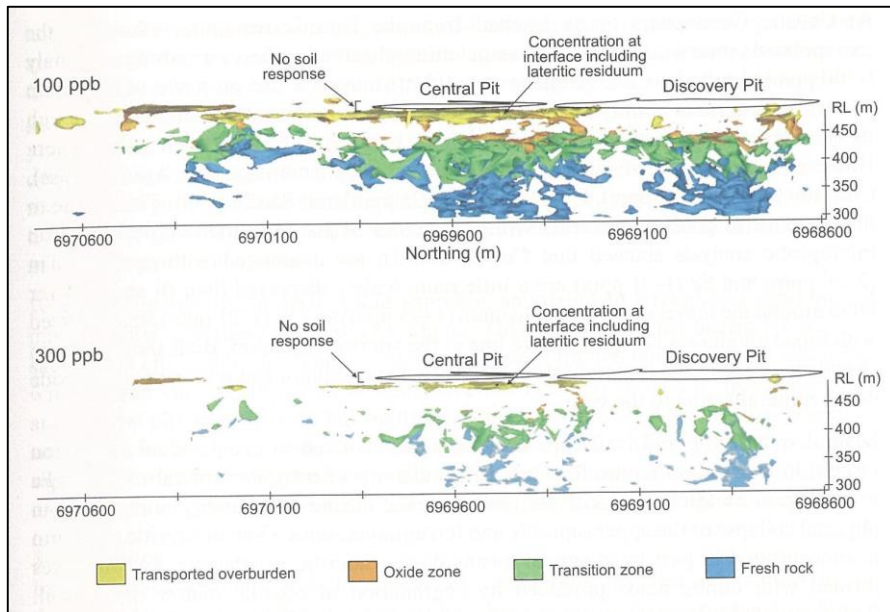 100 ppb
No soil
response
Central Pit
Concentration at
interface including
lateritic residuum
Discovery Pit
RL (m)
450
400
350
300
6970600
6970100
6969600
6969100
6968600
Northing (m)
300 ppb
No soil
response
Central Pit
Concentration at
interface including
lateritic residuum
Discovery Pit
RL (m)
450
400
350
300
6970600
6970100
6969600
6969100
6968600
Transported overburden
Oxide zone
Transition zone
Fresh rock